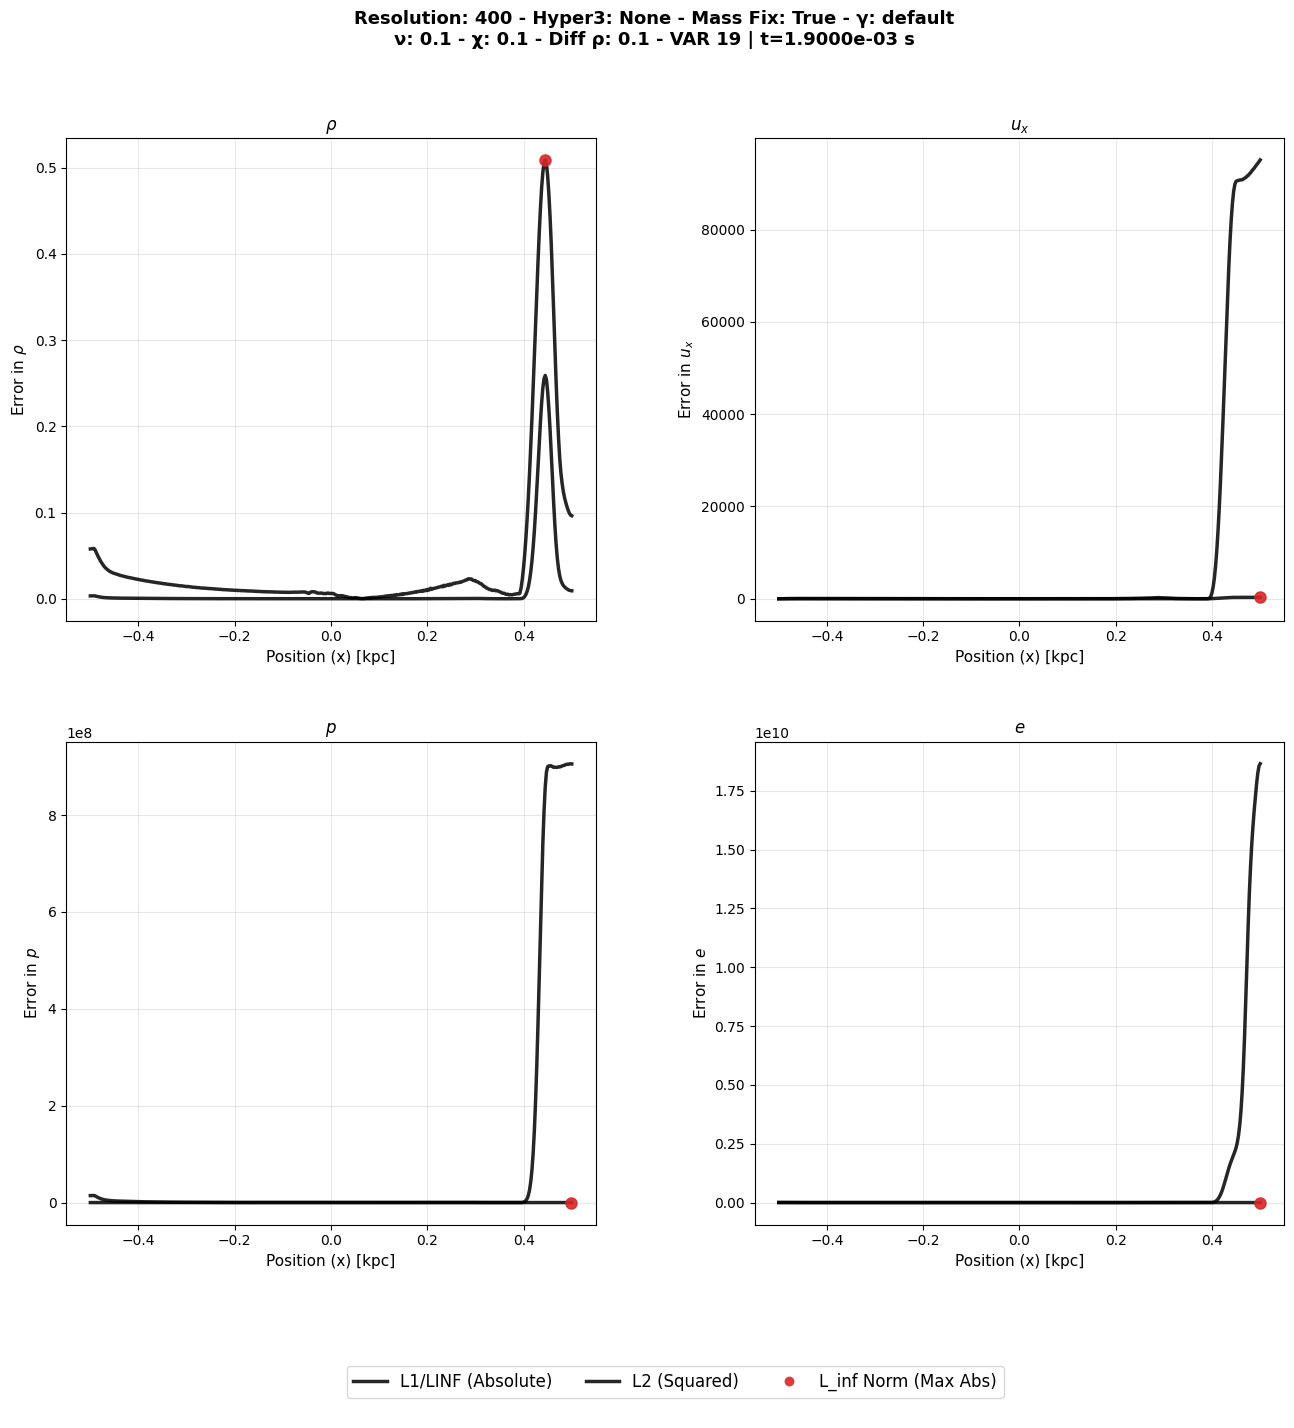 Resolution: 400 - Hyper3: None - Mass Fix: True - γ: default
ν: 0.1 - χ: 0.1 - Diff ρ: 0.1 - VAR 19 | t=1.9000e-03 s
ρ
Error in ρ
0.5
0.4
0.3
0.2
0.1
0.0
−0.4 −0.2 0.0 0.2 0.4
Position (x) [kpc]
u_x
Error in u_x
80000
60000
40000
20000
0
−0.4 −0.2 0.0 0.2 0.4
Position (x) [kpc]
p
1e8
Error in p
8
6
4
2
0
−0.4 −0.2 0.0 0.2 0.4
Position (x) [kpc]
e
1e10
Error in e
1.75
1.50
1.25
1.00
0.75
0.50
0.25
0.00
−0.4 −0.2 0.0 0.2 0.4
Position (x) [kpc]
L1/LINF (Absolute) L2 (Squared) L_inf Norm (Max Abs)